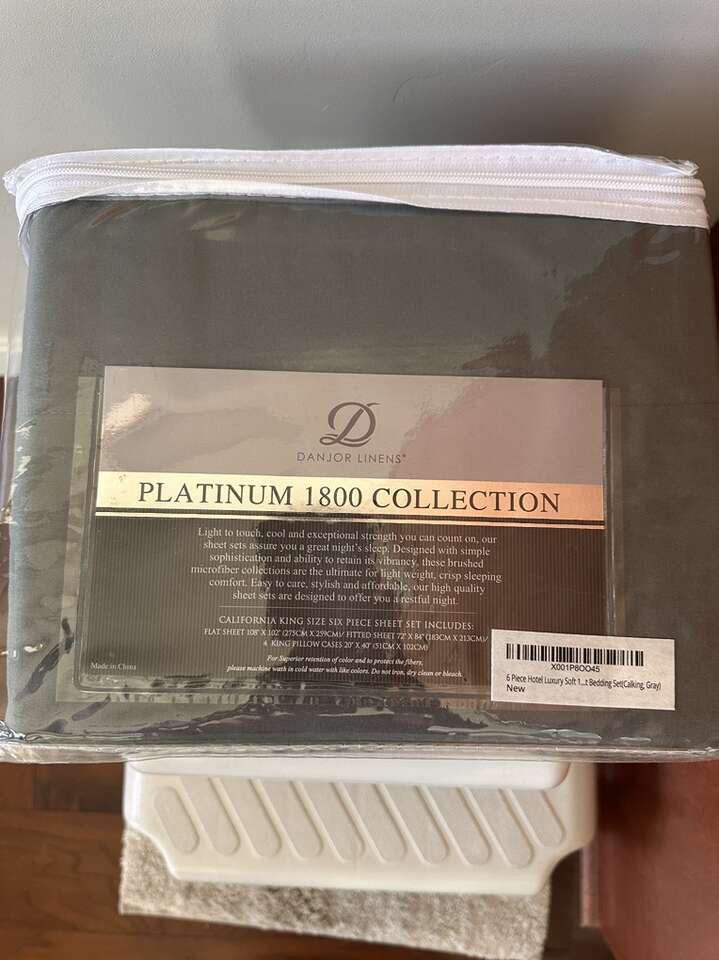 D
DANJOR LINENS®
PLATINUM 1800 COLLECTION
Light to touch, cool and exceptional strength you can count on, our
sheet sets assure you a great night's sleep. Designed with simple
sophistication and ability to retain its vibrancy, these brushed
microfiber collections are the ultimate for light weight, crisp sleeping
comfort. Easy to care, stylish and affordable, our high quality
sheet sets are designed to offer you a restful night.
CALIFORNIA KING SIZE SIX PIECE SHEET SET INCLUDES:
FLAT SHEET 108" X 102" (275CM X 259CM)/ FITTED SHEET 72" X 84" (183CM X 213CM)/
4 KING PILLOW CASES 20" X 40" (51CM X 102CM)
For Superior retention of color and to protect the fibers,
please machine wash in cold water with like colors. Do not iron, dry clean or bleach.
Made in China
X001P8OO45
6 Piece Hotel Luxury Soft 1...t Bedding Set(Calking, Gray)
New